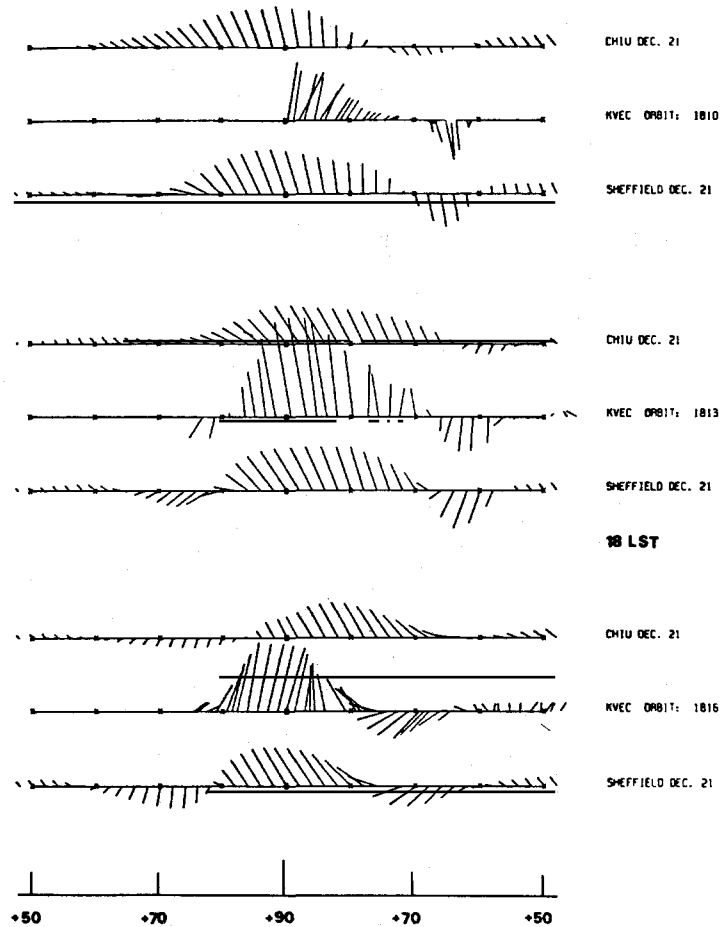 CHIU DEC. 21
KVEC ORBIT: 1810
SHEFFIELD DEC. 21
CHIU DEC. 21
KVEC ORBIT: 1813
SHEFFIELD DEC. 21
18 LST
CHIU DEC. 21
KVEC ORBIT: 1816
SHEFFIELD DEC. 21
+50 +70 +90 +70 +50